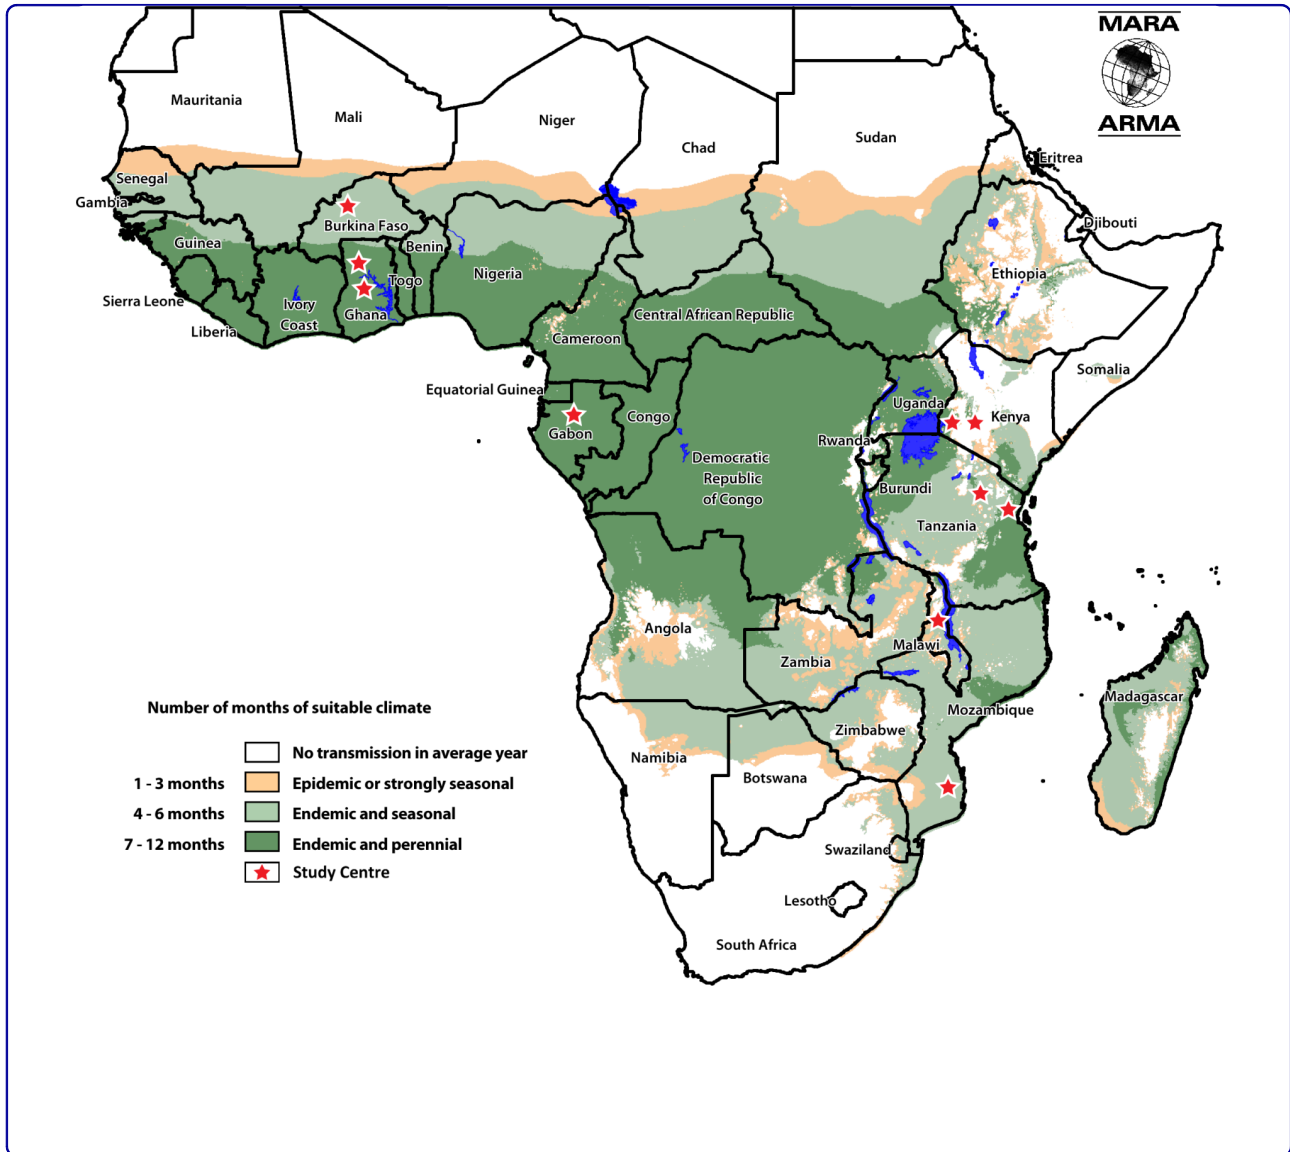 MARA
ARMA
Mauritania
Mali
Niger
Chad
Sudan
Eritrea
Senegal
Gambia
Burkina Faso
Djibouti
Guinea
Benin
Nigeria
Ethiopia
Togo
Sierra Leone
Ivory
Coast
Ghana
Central African Republic
Liberia
Cameroon
Somalia
Equatorial Guinea
Uganda
Kenya
Congo
Gabon
Rwanda
Democratic
Republic
of Congo
Burundi
Tanzania
Angola
Malawi
Zambia
Madagascar
Mozambique
Number of months of suitable climate
Zimbabwe
No transmission in average year
Namibia
Botswana
1 - 3 months Epidemic or strongly seasonal
4 - 6 months Endemic and seasonal
7 - 12 months Endemic and perennial
Swaziland
Study Centre
Lesotho
South Africa